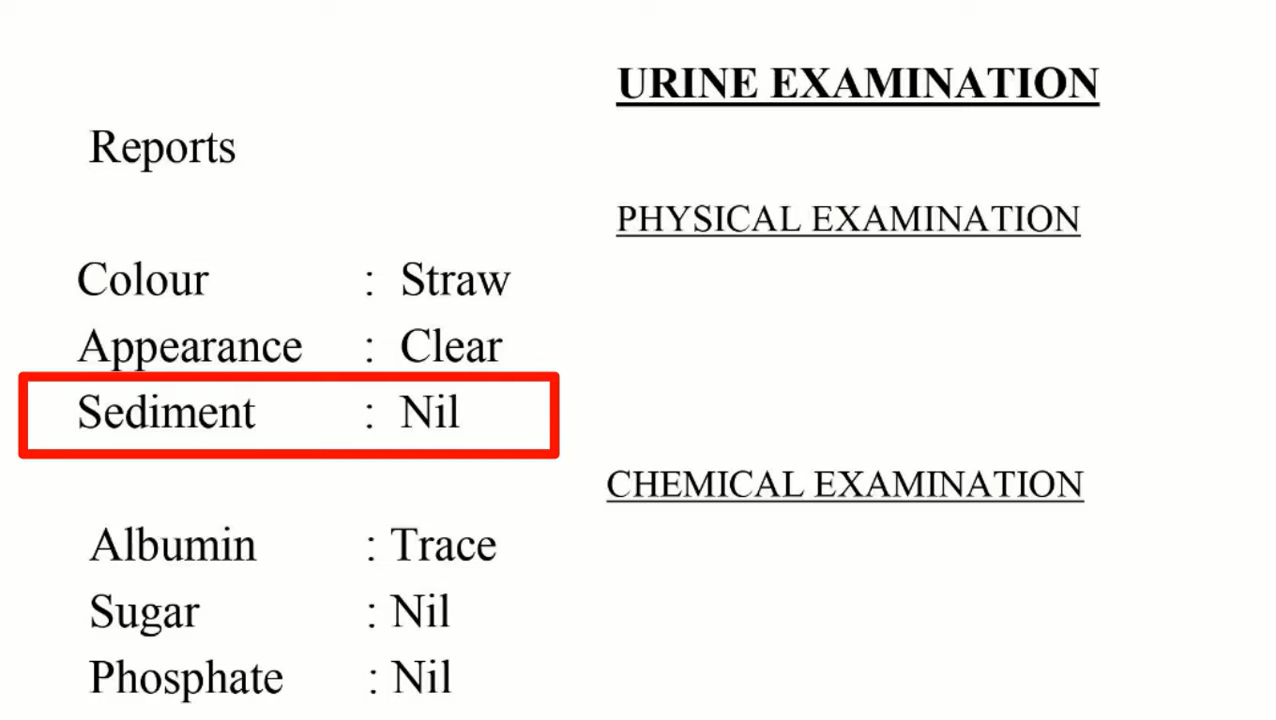 URINE EXAMINATION
Reports
PHYSICAL EXAMINATION
Colour : Straw
Appearance : Clear
Sediment : Nil
CHEMICAL EXAMINATION
Albumin : Trace
Sugar : Nil
Phosphate : Nil